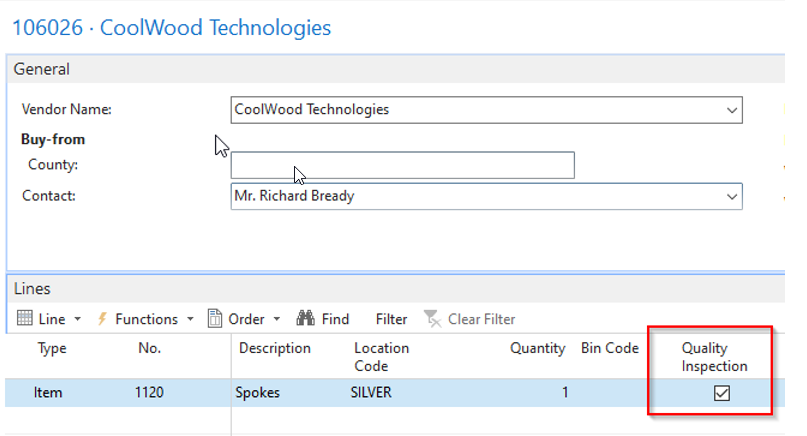 106026 · CoolWood Technologies
General
Vendor Name: CoolWood Technologies
Buy-from
County:
Contact: Mr. Richard Bready
Lines
Line Functions Order Find Filter Clear Filter
Type No. Description Location Code Quantity Bin Code Quality Inspection
Item 1120 Spokes SILVER 1